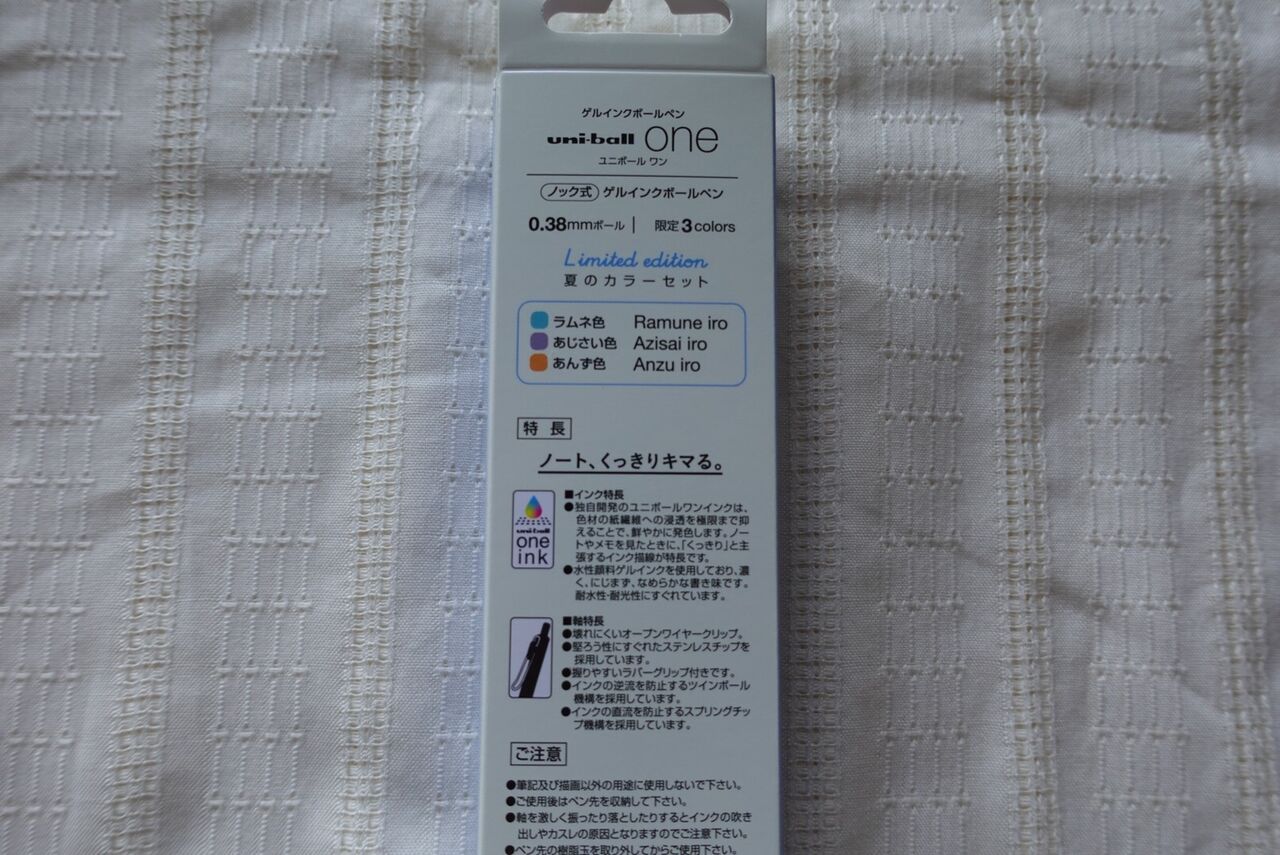 ゲルインクボールペン
uni-ball one
ユニボール ワン
ノック式 ゲルインクボールペン
0.38mmボール 限定3colors
Limited edition
夏のカラーセット
ラムネ色 Ramune iro
あじさい色 Azisai iro
あんず色 Anzu iro
特 長
ノート、くっきりキマる。
uni-ball
one
ink
■インク特長
●独自開発のユニボールワンインクは、
色材の紙繊維への浸透を極限まで抑
えることで、鮮やかに発色します。ノー
トやメモを見たときに、「くっきり」と主
張するインク描線が特長です。
●水性顔料ゲルインクを使用しており、濃
く、にじまず、なめらかな書き味です。
耐水性・耐光性にすぐれています。
■軸特長
●壊れにくいオープンワイヤークリップ。
●堅ろう性にすぐれたステンレスチップを
採用しています。
●握りやすいラバーグリップ付きです。
●インクの逆流を防止するツインボール
機構を採用しています。
●インクの直流を防止するスプリングチッ
プ機構を採用しています。
ご注意
●筆記及び描画以外の用途に使用しないで下さい。
●ご使用後はペン先を収納して下さい。
●軸を激しく振ったり落としたりするとインクの吹き
出しやカスレの原因となりますのでご注意下さい。
●ペン先の樹脂玉を取り外してからご使用下さい。